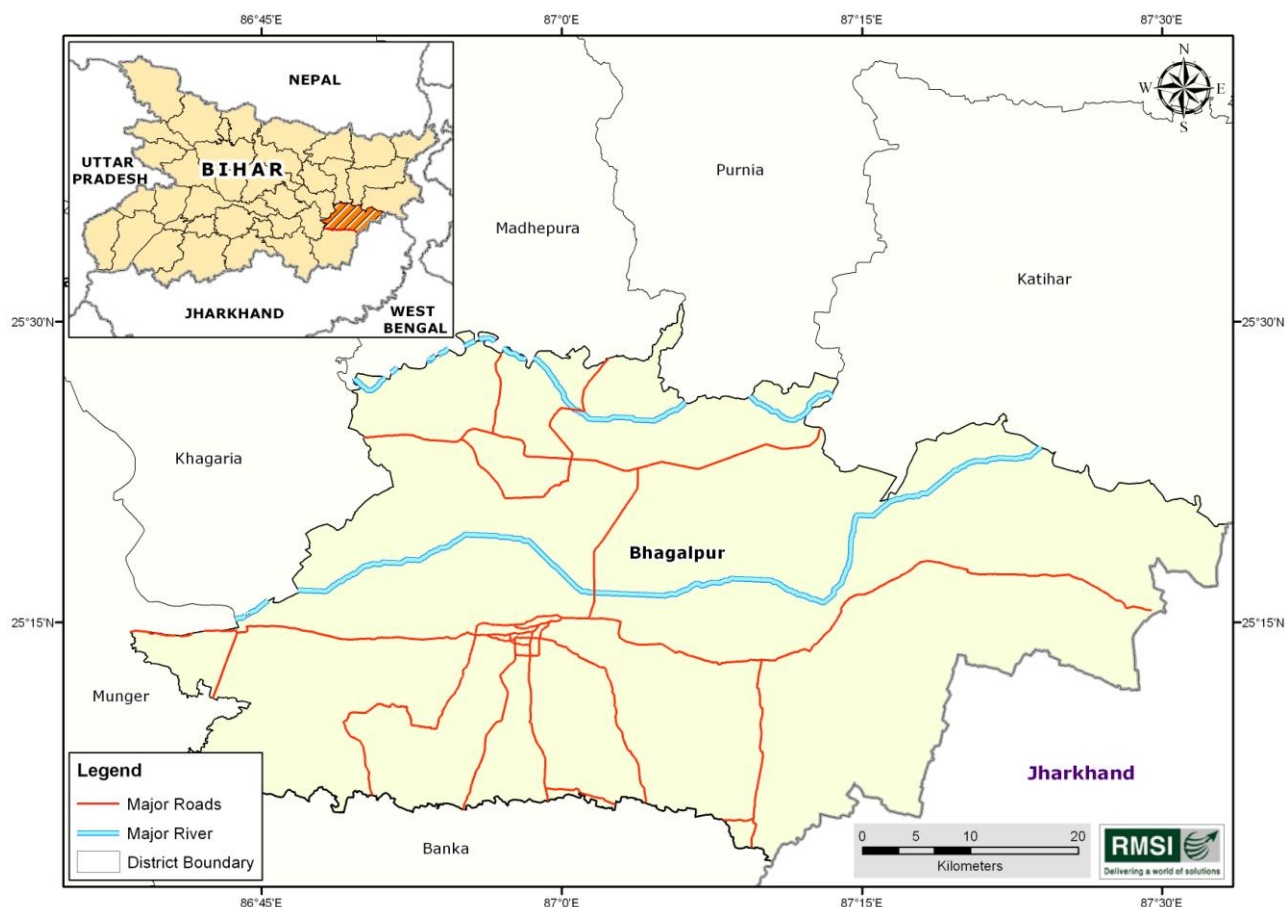 86°45'E 87°0'E 87°15'E 87°30'E
N
W E
S
NEPAL
UTTAR
PRADESH
BIHAR
JHARKHAND
WEST
BENGAL
Purnia
Madhepura
Katihar
25°30'N 25°30'N
Khagaria
Bhagalpur
25°15'N 25°15'N
Munger
Jharkhand
Banka
Legend
Major Roads
Major River
District Boundary
0 5 10 20
Kilometers
RMSI
Delivering a world of solutions
86°45'E 87°0'E 87°15'E 87°30'E